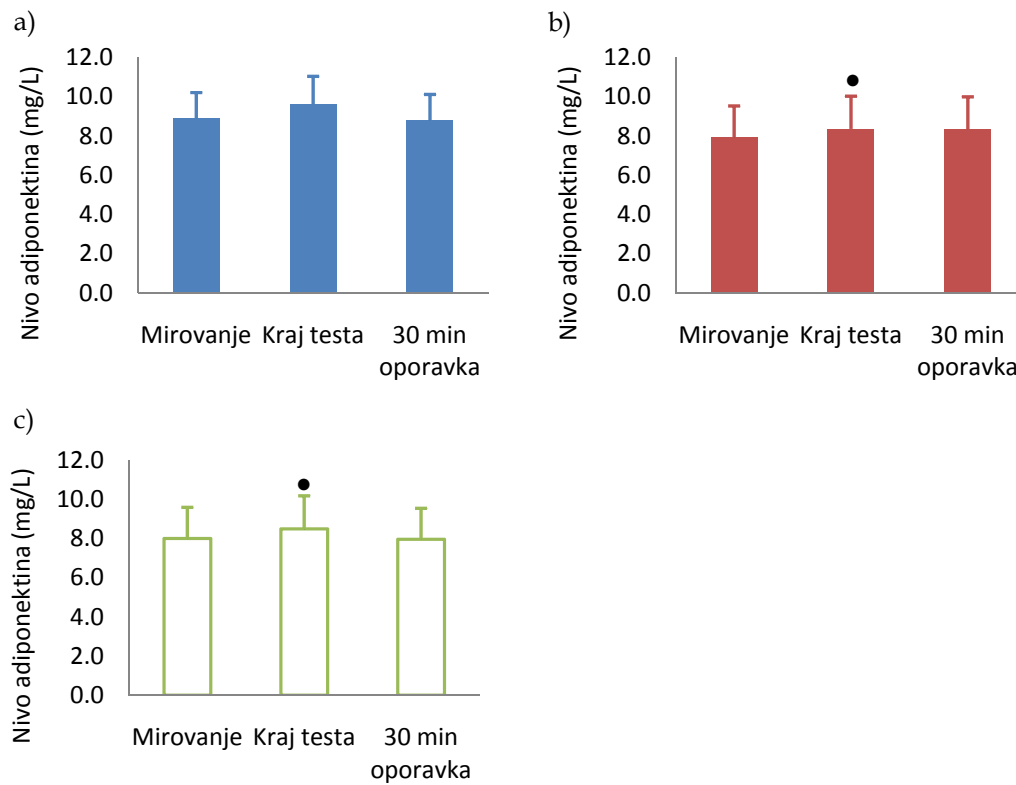 a)
Nivo adiponektina (mg/L)
12.0
10.0
8.0
6.0
4.0
2.0
0.0
Mirovanje Kraj testa 30 min
oporavka
b)
Nivo adiponektina (mg/L)
12.0
10.0
8.0
6.0
4.0
2.0
0.0
Mirovanje Kraj testa 30 min
oporavka
c)
Nivo adiponektina (mg/L)
12.0
10.0
8.0
6.0
4.0
2.0
0.0
Mirovanje Kraj testa 30 min
oporavka